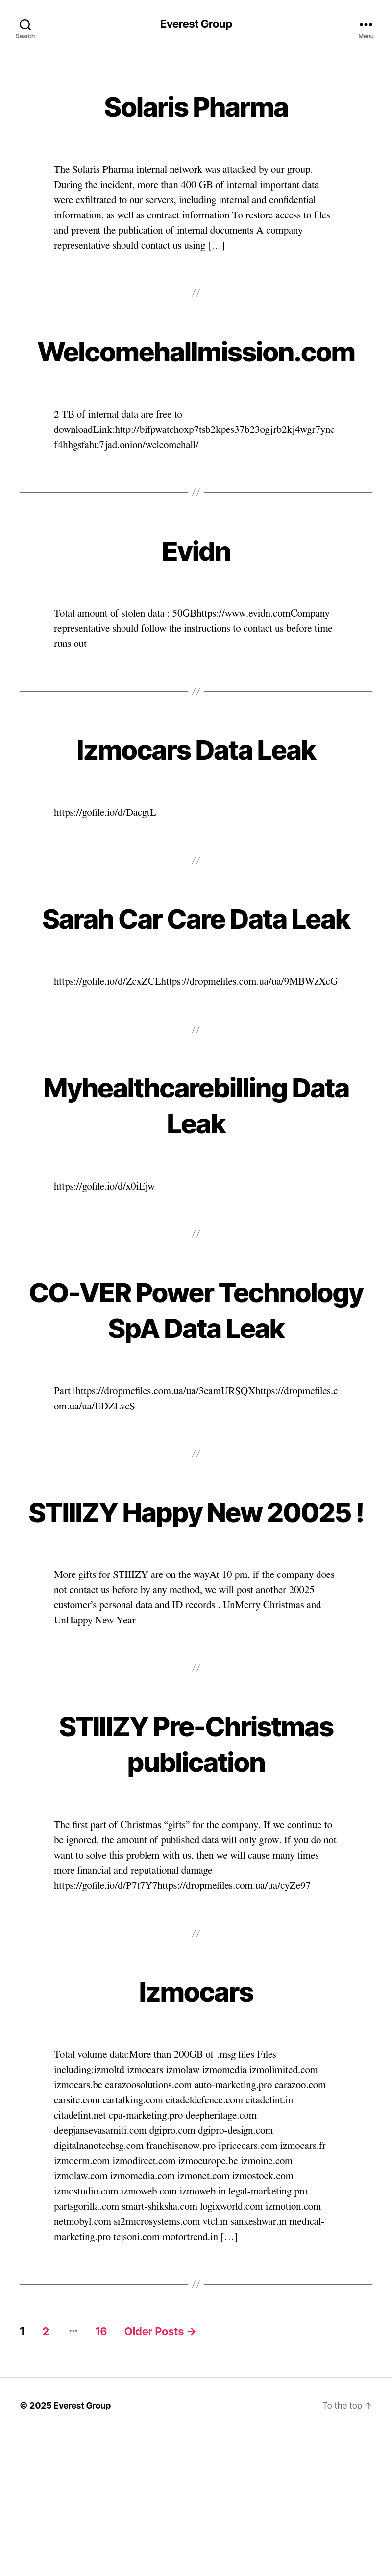 Search
Everest Group
Menu
Solaris Pharma
The Solaris Pharma internal network was attacked by our group.
During the incident, more than 400 GB of internal important data
were exfiltrated to our servers, including internal and confidential
information, as well as contract information To restore access to files
and prevent the publication of internal documents A company
representative should contact us using […]
//
Welcomehallmission.com
2 TB of internal data are free to
downloadLink:http://bifpwatchoxp7tsb2kpes37b23ogjrb2kj4wgr7ync
f4hhgsfahu7jad.onion/welcomehall/
//
Evidn
Total amount of stolen data : 50GBhttps://www.evidn.comCompany
representative should follow the instructions to contact us before time
runs out
//
Izmocars Data Leak
https://gofile.io/d/DacgtL
//
Sarah Car Care Data Leak
https://gofile.io/d/ZcxZCLhttps://dropmefiles.com.ua/ua/9MBWzXcG
//
Myhealthcarebilling Data
Leak
https://gofile.io/d/x0iEjw
//
CO-VER Power Technology
SpA Data Leak
Part1https://dropmefiles.com.ua/ua/3camURSQXhttps://dropmefiles.c
om.ua/ua/EDZLvcS
//
STIIIZY Happy New 20025 !
More gifts for STIIIZY are on the wayAt 10 pm, if the company does
not contact us before by any method, we will post another 20025
customer’s personal data and ID records . UnMerry Christmas and
UnHappy New Year
//
STIIIZY Pre-Christmas
publication
The first part of Christmas “gifts” for the company. If we continue to
be ignored, the amount of published data will only grow. If you do not
want to solve this problem with us, then we will cause many times
more financial and reputational damage
https://gofile.io/d/P7t7Y7https://dropmefiles.com.ua/ua/cyZe97
//
Izmocars
Total volume data:More than 200GB of .msg files Files
including:izmoltd izmocars izmolaw izmomedia izmolimited.com
izmocars.be carazoosolutions.com auto-marketing.pro carazoo.com
carsite.com cartalking.com citadeldefence.com citadelint.in
citadelint.net cpa-marketing.pro deepheritage.com
deepjansevasamiti.com dgipro.com dgipro-design.com
digitalnanotechsg.com franchisenow.pro ipricecars.com izmocars.fr
izmocrm.com izmodirect.com izmoeurope.be izmoinc.com
izmolaw.com izmomedia.com izmonet.com izmostock.com
izmostudio.com izmoweb.com izmoweb.in legal-marketing.pro
partsgorilla.com smart-shiksha.com logixworld.com izmotion.com
netmobyl.com si2microsystems.com vtcl.in sankeshwar.in medical-
marketing.pro tejsoni.com motortrend.in […]
//
1 2 … 16 Older Posts →
© 2025 Everest Group
To the top ↑